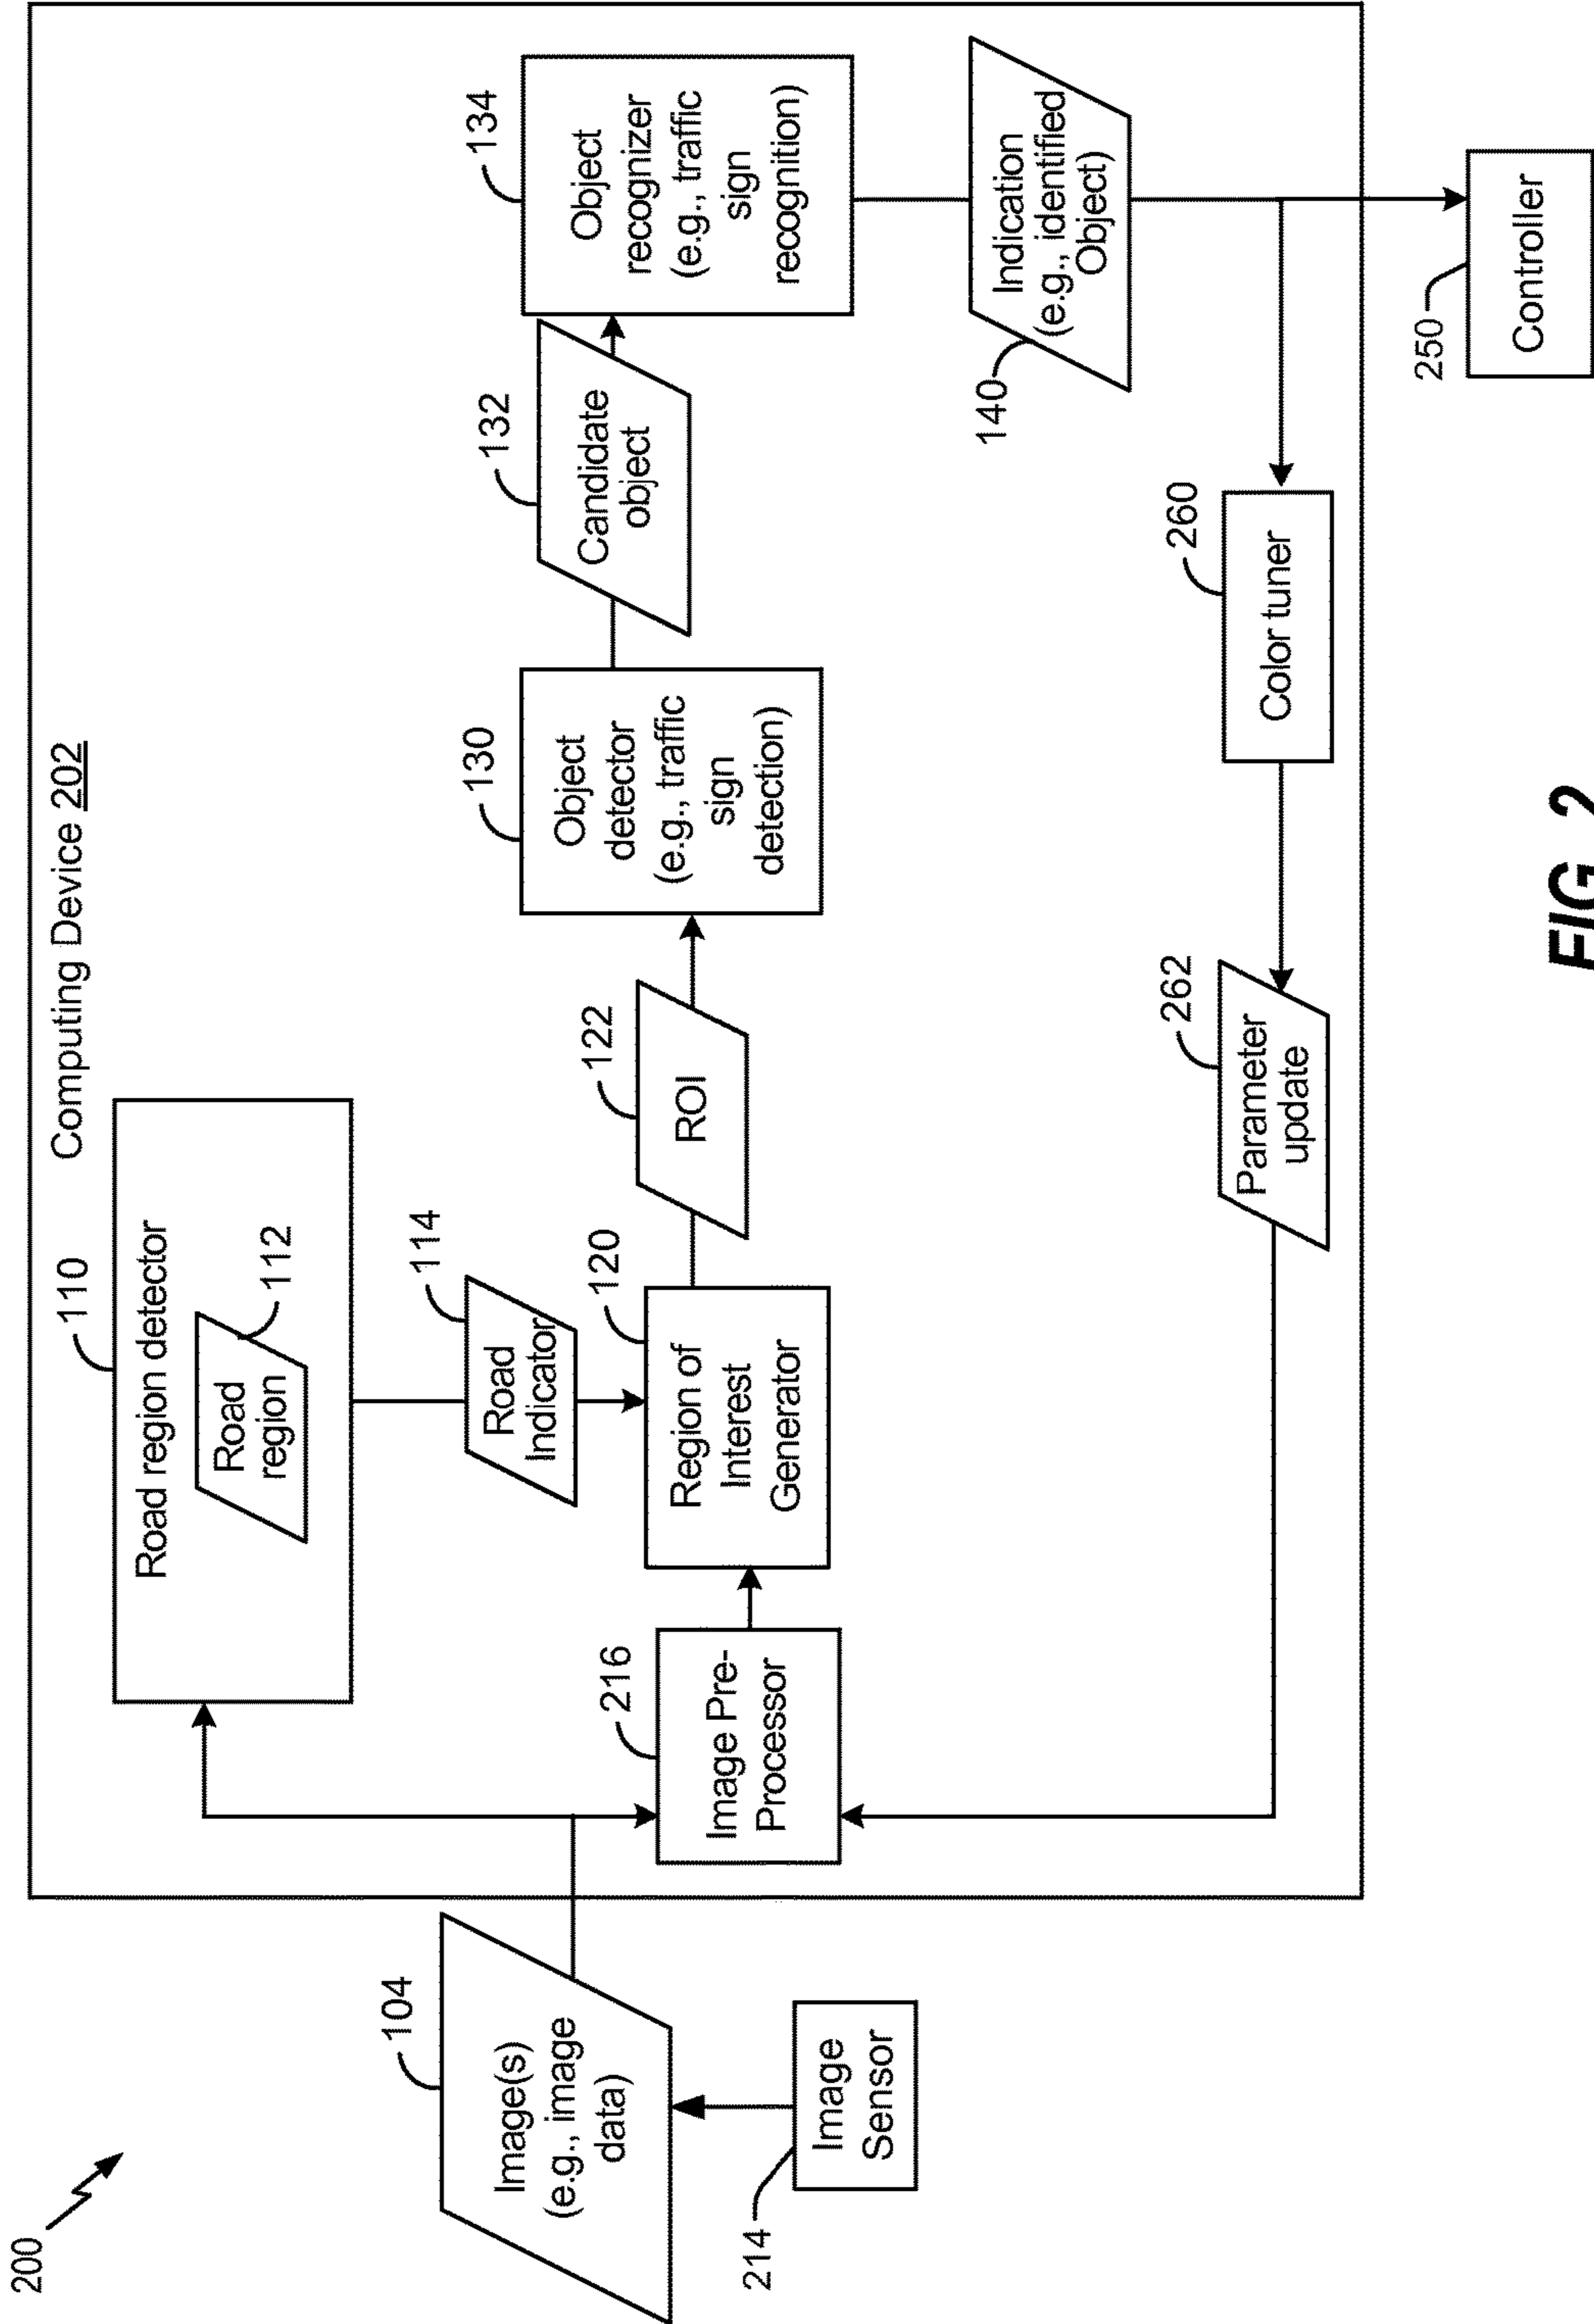 200
Computing Device 202
110
Road region detector
Road
region
112
104
Image(s)
(e.g., image
data)
Road
Indicator
114
214
Image
Sensor
216
Image Pre-
Processor
120
Region of
Interest
Generator
122
ROI
130
Object
detector
(e.g., traffic
sign
detection)
132
Candidate
object
134
Object
recognizer
(e.g., traffic
sign
recognition)
140
Indication
(e.g., identified
Object)
262
Parameter
update
260
Color tuner
250
Controller
FIG. 2